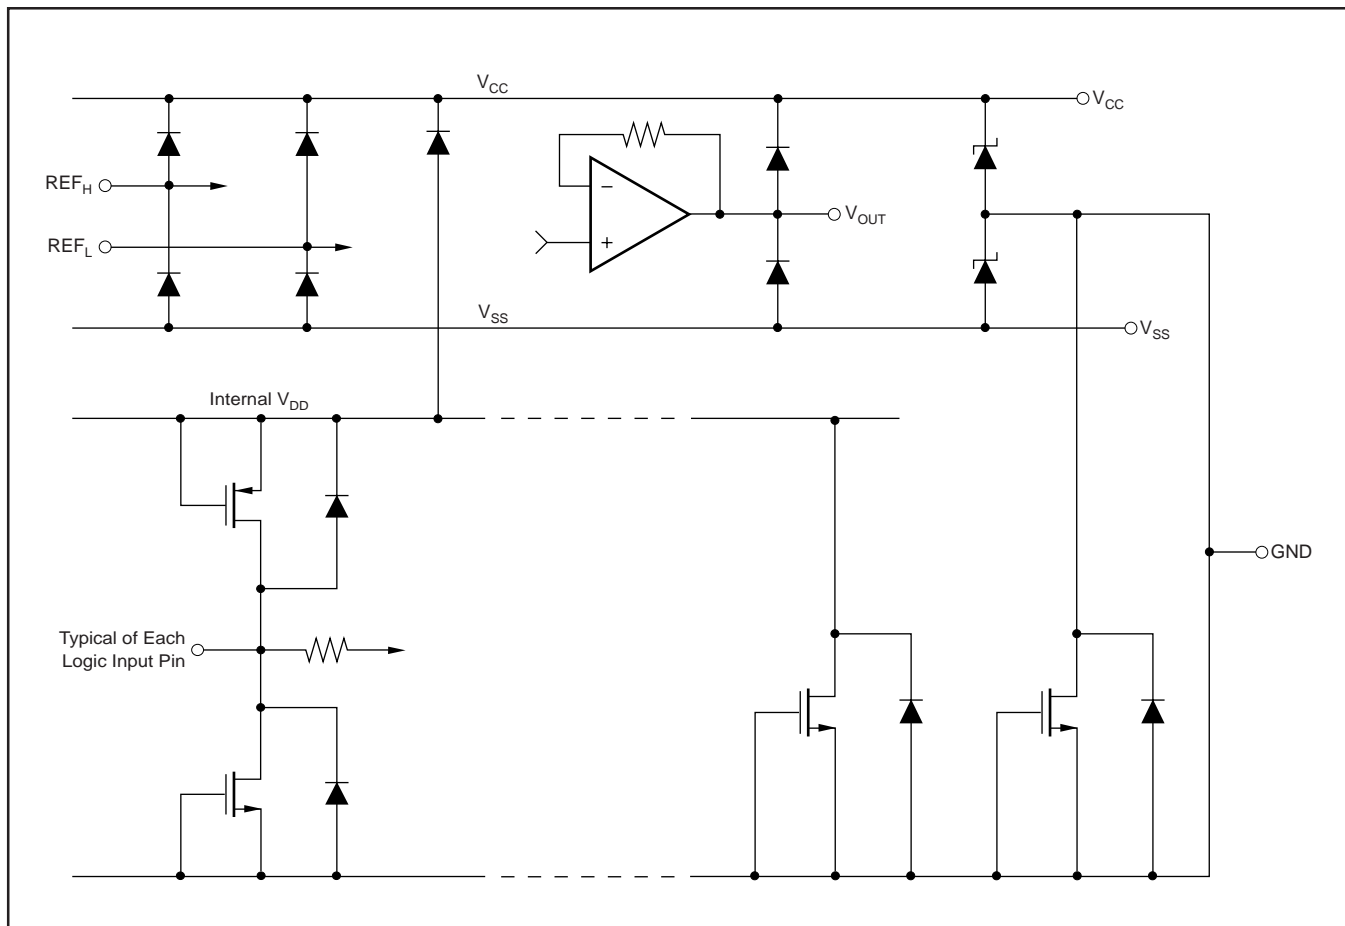 V_CC
V_CC
REF_H
REF_L
−
+
V_OUT
V_SS
V_SS
Internal V_DD
GND
Typical of Each
Logic Input Pin